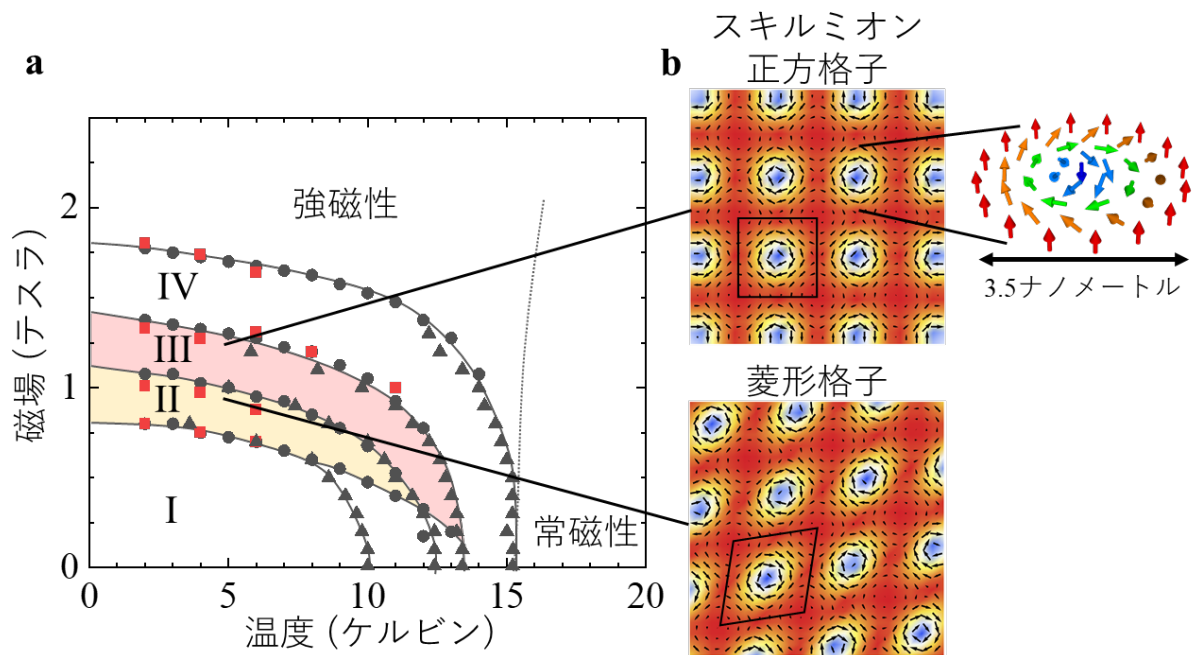 a
磁場 (テスラ)
2
1
0
強磁性
IV
III
II
I
常磁性
0
5
10
15
20
温度 (ケルビン)
b
スキルミオン
正方格子
3.5ナノメートル
菱形格子